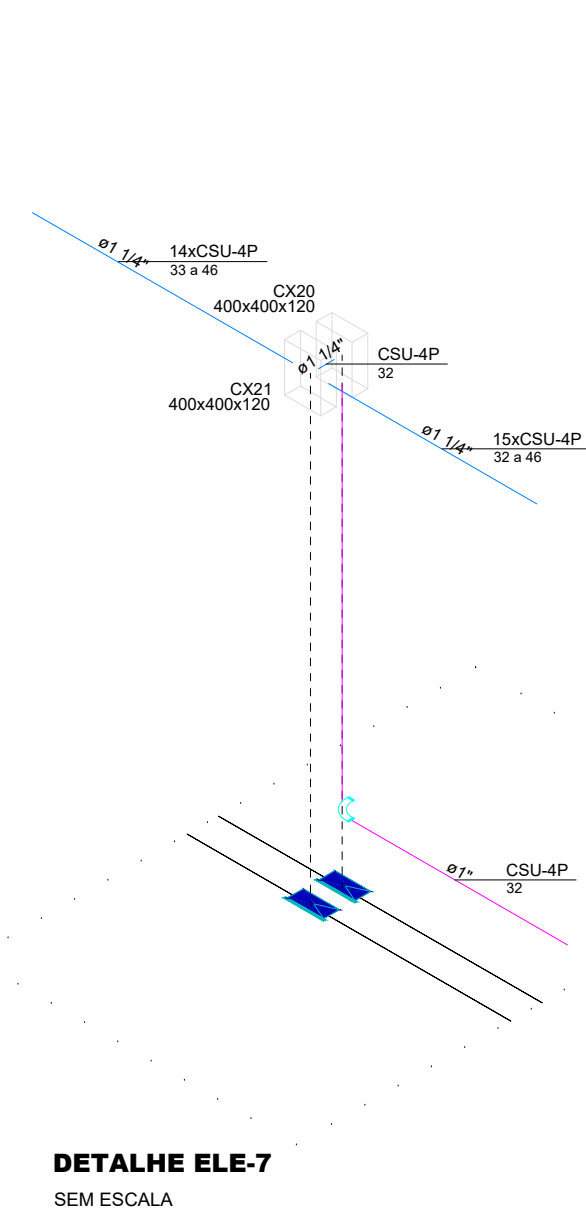 ø1 1/4"
14xCSU-4P
33 a 46
CX20
400x400x120
ø1 1/4"
CSU-4P
32
CX21
400x400x120
ø1 1/4"
15xCSU-4P
32 a 46
ø1"
CSU-4P
32
DETALHE ELE-7
SEM ESCALA